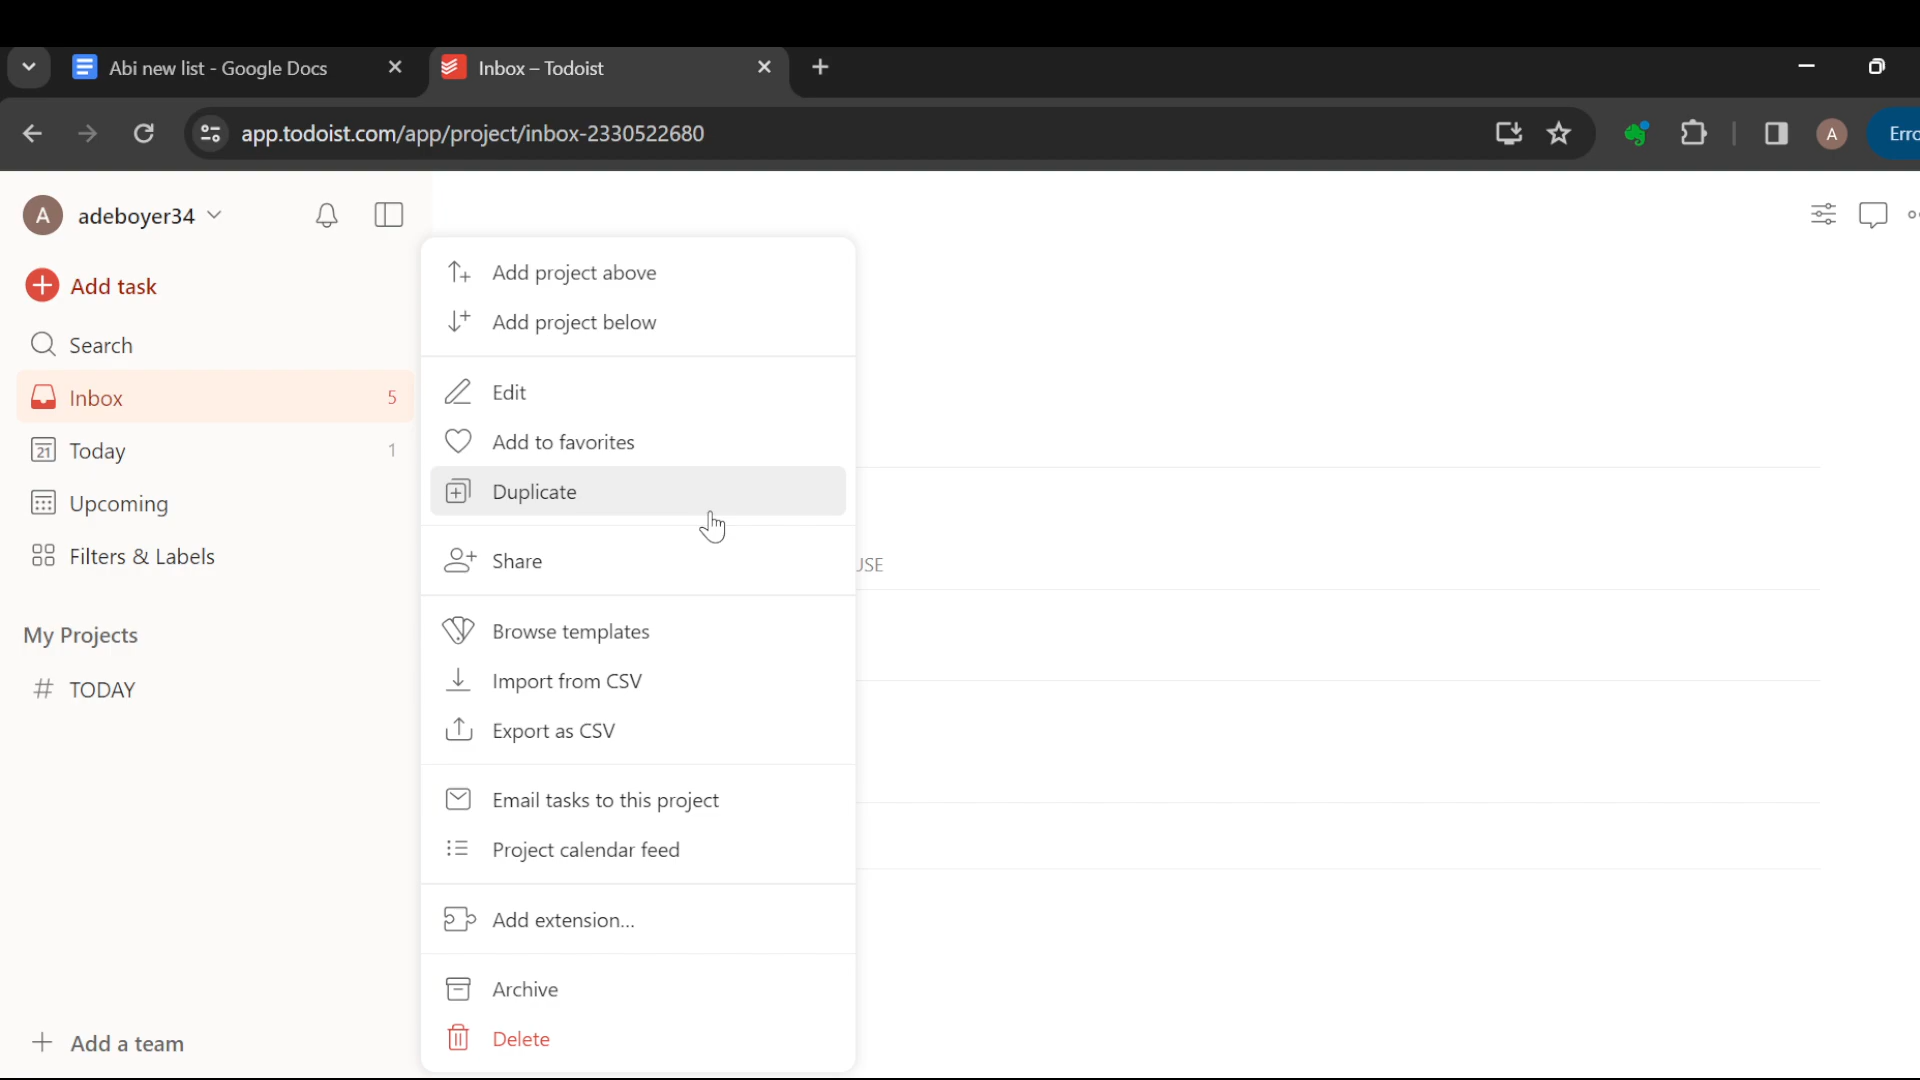 Abi new list - Google Docs
Inbox – Todoist
app.todoist.com/app/project/inbox-2330522680
A
Erro
A adeboyer34
Add task
Search
Inbox 5
21 Today 1
Upcoming
Filters & Labels
My Projects
# TODAY
Add a team
Add project above
Add project below
Edit
Add to favorites
Duplicate
Share
Browse templates
Import from CSV
Export as CSV
Email tasks to this project
Project calendar feed
Add extension...
Archive
Delete
USE